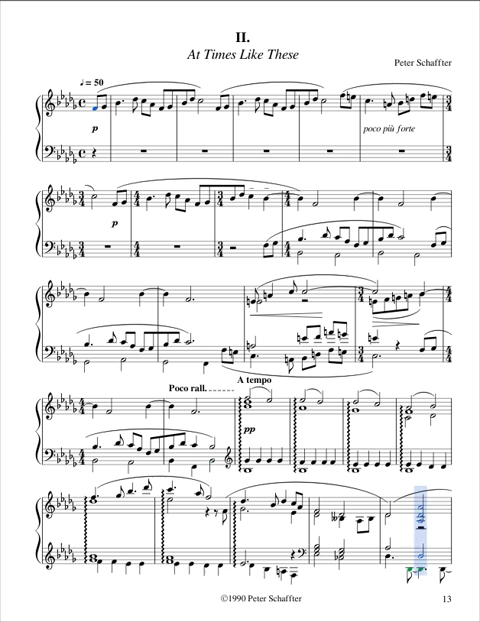 II.
At Times Like These
Peter Schaffter
♩ = 50
p
poco più forte
p
Poco rall.
A tempo
pp
©1990 Peter Schaffter
13